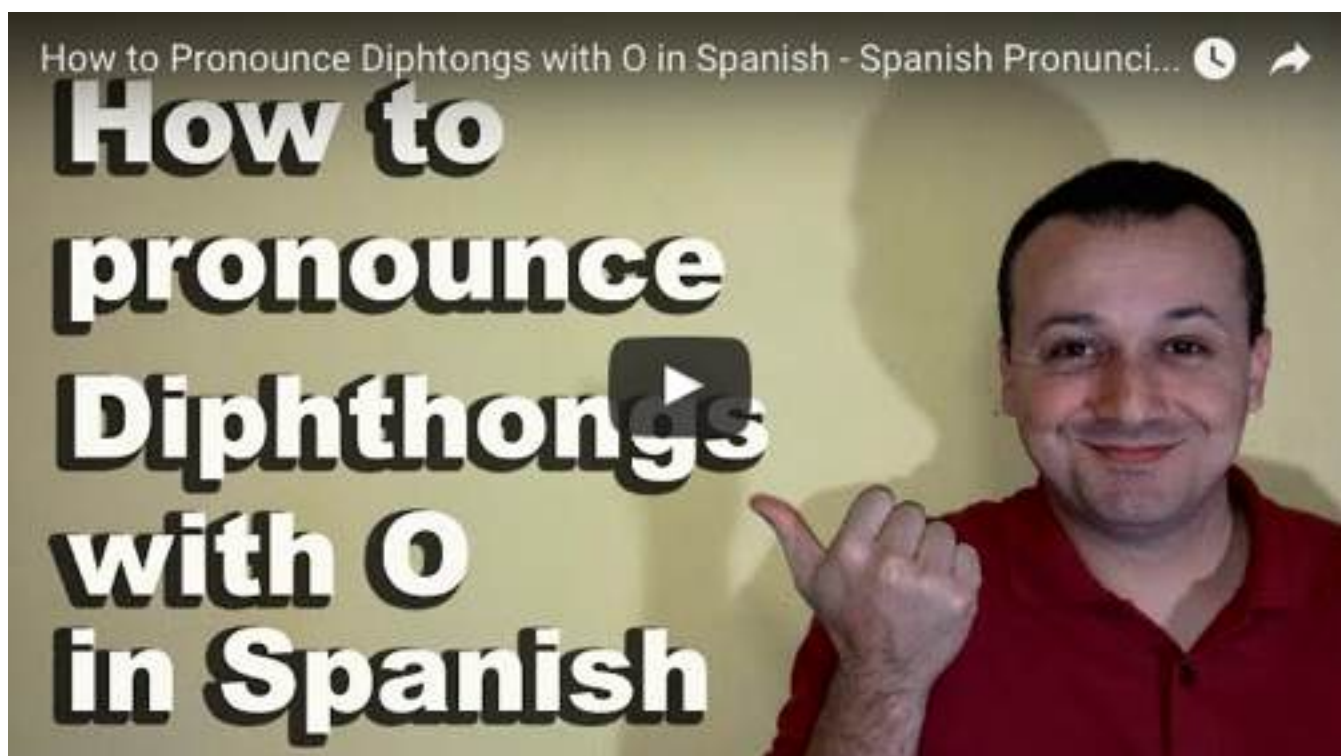 How to Pronounce Diphtongs with O in Spanish - Spanish Pronunci...
How to
pronounce
Diphthongs
with O
in Spanish